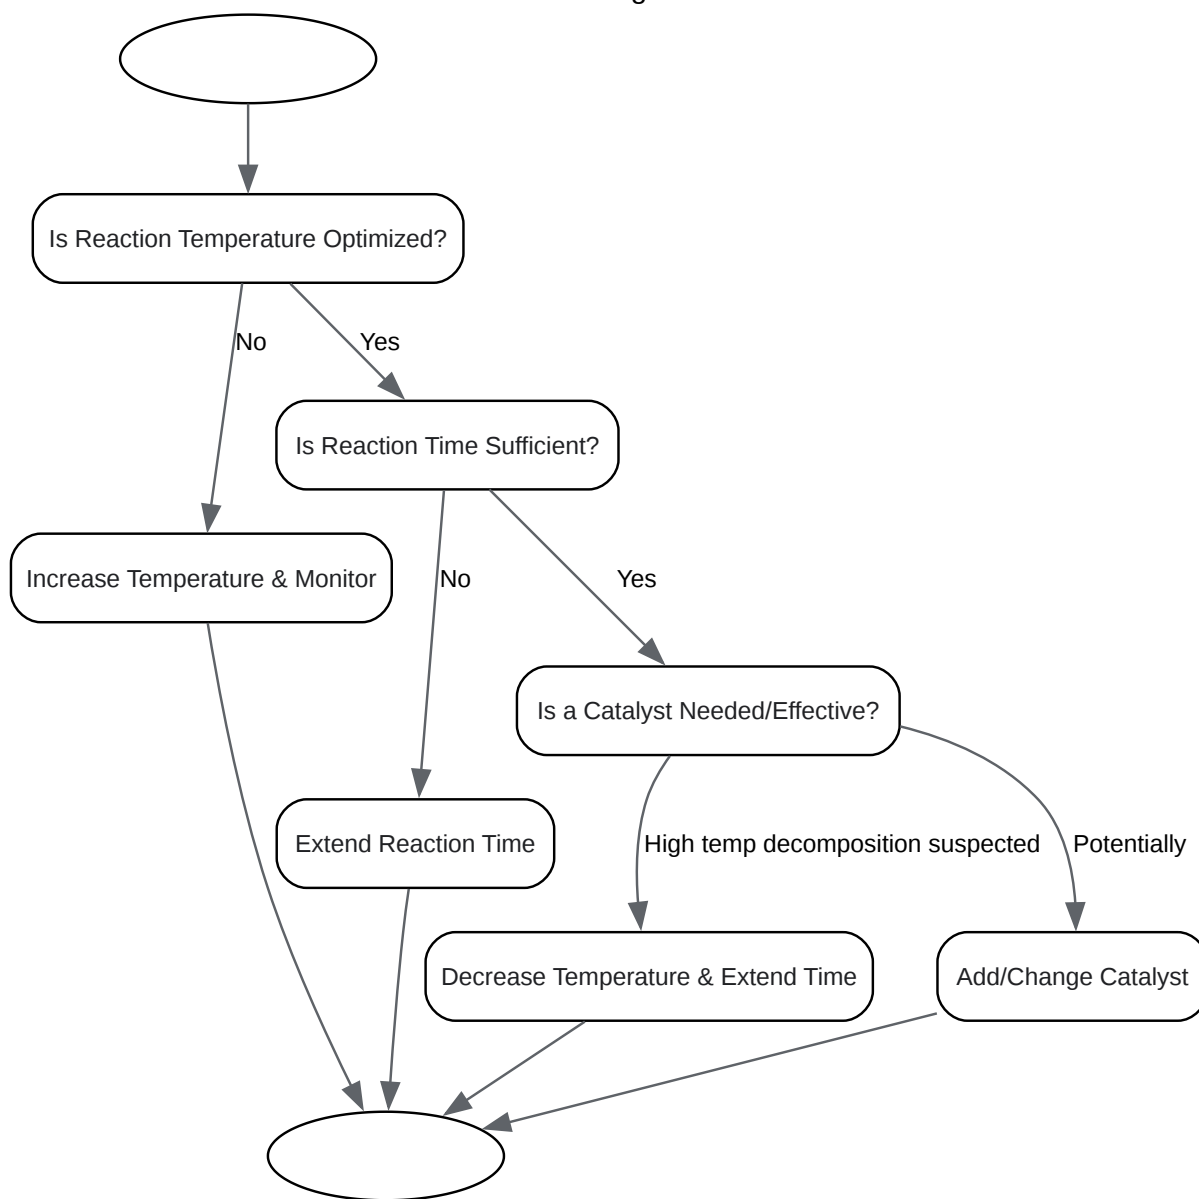 Is Reaction Temperature Optimized?
No
Yes
Is Reaction Time Sufficient?
Increase Temperature & Monitor
No
Yes
Is a Catalyst Needed/Effective?
Extend Reaction Time
High temp decomposition suspected
Potentially
Decrease Temperature & Extend Time
Add/Change Catalyst